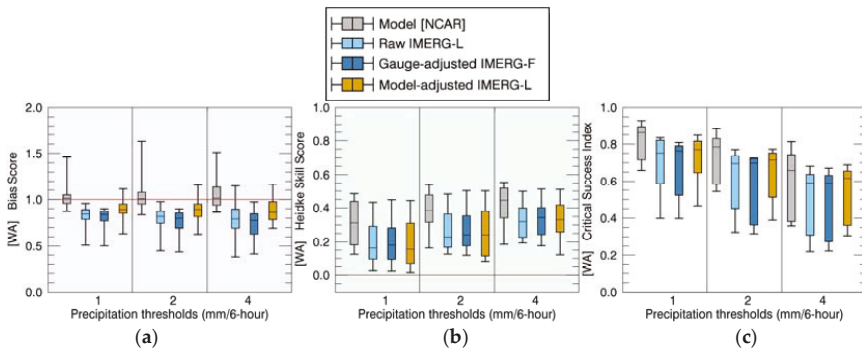 Model [NCAR]
Raw IMERG-L
Gauge-adjusted IMERG-F
Model-adjusted IMERG-L
[WA] Bias Score
2.0
1.5
1.0
0.5
0.0
1 2 4
Precipitation thresholds (mm/6-hour)
(a)
[WA] Heidke Skill Score
1.0
0.8
0.6
0.4
0.2
0.0
1 2 4
Precipitation thresholds (mm/6-hour)
(b)
[WA] Critical Success Index
1.0
0.8
0.6
0.4
0.2
0.0
1 2 4
Precipitation thresholds (mm/6-hour)
(c)